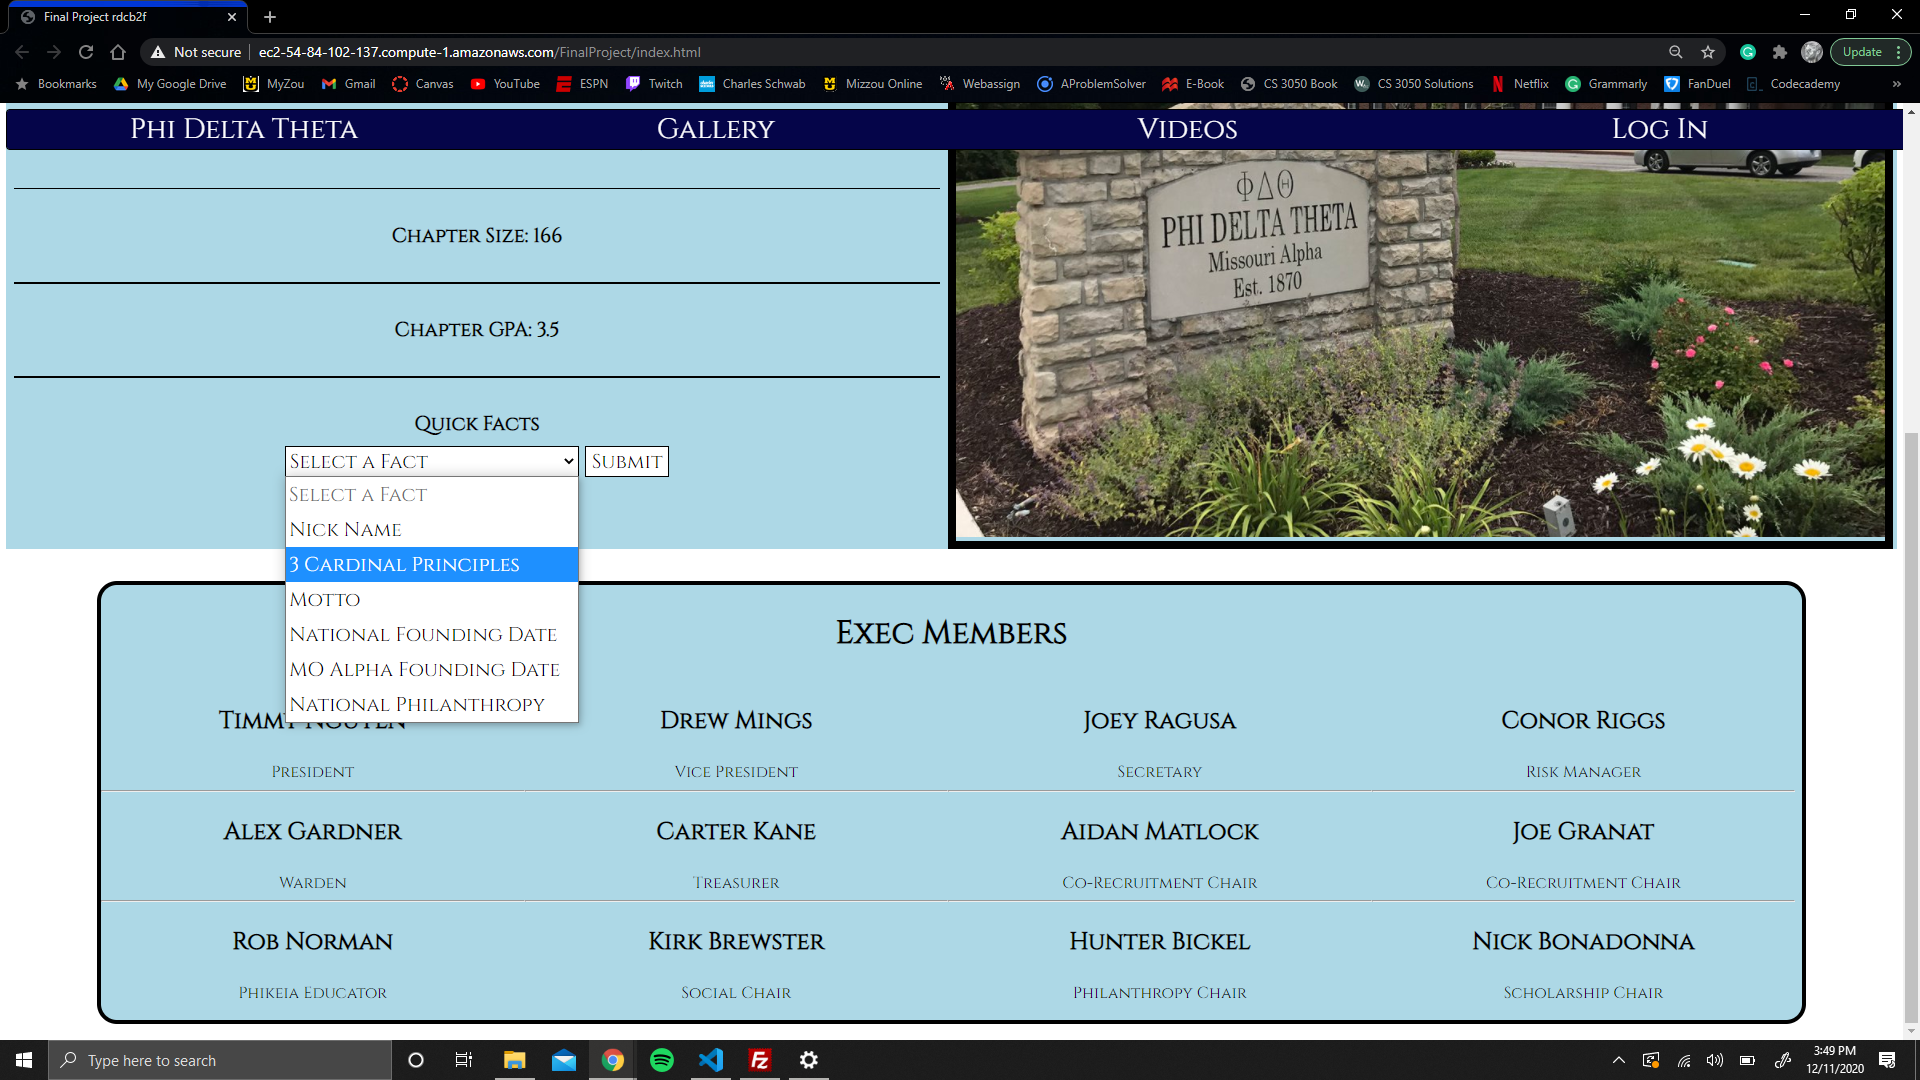 Final Project rdcb2f
Not secure
ec2-54-84-102-137.compute-1.amazonaws.com/FinalProject/index.html
Update
Bookmarks
My Google Drive
MyZou
Gmail
Canvas
YouTube
ESPN
Twitch
Charles Schwab
Mizzou Online
Webassign
AProblemSolver
E-Book
CS 3050 Book
CS 3050 Solutions
Netflix
Grammarly
FanDuel
Codecademy
Phi Delta Theta
Gallery
Videos
Log In
Chapter Size: 166
Chapter GPA: 3.5
Quick Facts
Select a Fact
Submit
Select a Fact
Nick Name
3 Cardinal Principles
Motto
National Founding Date
MO Alpha Founding Date
National Philanthropy
ΦΔΘ
PHI DELTA THETA
Missouri Alpha
Est. 1870
Exec Members
Timmy Nguyen
President
Drew Mings
Vice President
Joey Ragusa
Secretary
Conor Riggs
Risk Manager
Alex Gardner
Warden
Carter Kane
Treasurer
Aidan Matlock
Co-Recruitment Chair
Joe Granat
Co-Recruitment Chair
Rob Norman
Phikeia Educator
Kirk Brewster
Social Chair
Hunter Bickel
Philanthropy Chair
Nick Bonadonna
Scholarship Chair
Type here to search
3:49 PM
12/11/2020